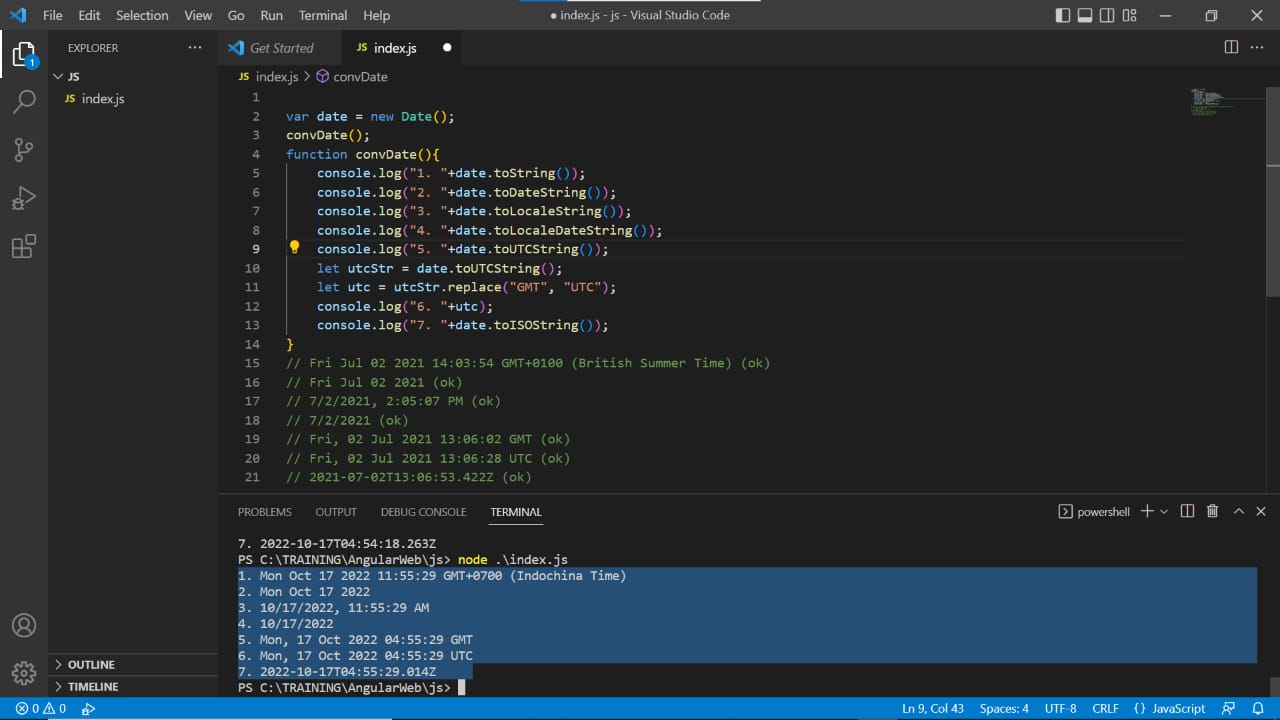 File Edit Selection View Go Run Terminal Help
● index.js - js - Visual Studio Code
EXPLORER ···
JS
JS index.js
OUTLINE
TIMELINE
1
Get Started
JS index.js ●
JS index.js > convDate
1
2 var date = new Date();
3 convDate();
4 function convDate(){
5 console.log("1. "+date.toString());
6 console.log("2. "+date.toDateString());
7 console.log("3. "+date.toLocaleString());
8 console.log("4. "+date.toLocaleDateString());
9 console.log("5. "+date.toUTCString());
10 let utcStr = date.toUTCString();
11 let utc = utcStr.replace("GMT", "UTC");
12 console.log("6. "+utc);
13 console.log("7. "+date.toISOString());
14 }
15 // Fri Jul 02 2021 14:03:54 GMT+0100 (British Summer Time) (ok)
16 // Fri Jul 02 2021 (ok)
17 // 7/2/2021, 2:05:07 PM (ok)
18 // 7/2/2021 (ok)
19 // Fri, 02 Jul 2021 13:06:02 GMT (ok)
20 // Fri, 02 Jul 2021 13:06:28 UTC (ok)
21 // 2021-07-02T13:06:53.422Z (ok)
PROBLEMS OUTPUT DEBUG CONSOLE TERMINAL
powershell
7. 2022-10-17T04:54:18.263Z
PS C:\TRAINING\AngularWeb\js> node .\index.js
1. Mon Oct 17 2022 11:55:29 GMT+0700 (Indochina Time)
2. Mon Oct 17 2022
3. 10/17/2022, 11:55:29 AM
4. 10/17/2022
5. Mon, 17 Oct 2022 04:55:29 GMT
6. Mon, 17 Oct 2022 04:55:29 UTC
7. 2022-10-17T04:55:29.014Z
PS C:\TRAINING\AngularWeb\js>
0 0
Ln 9, Col 43 Spaces: 4 UTF-8 CRLF {} JavaScript